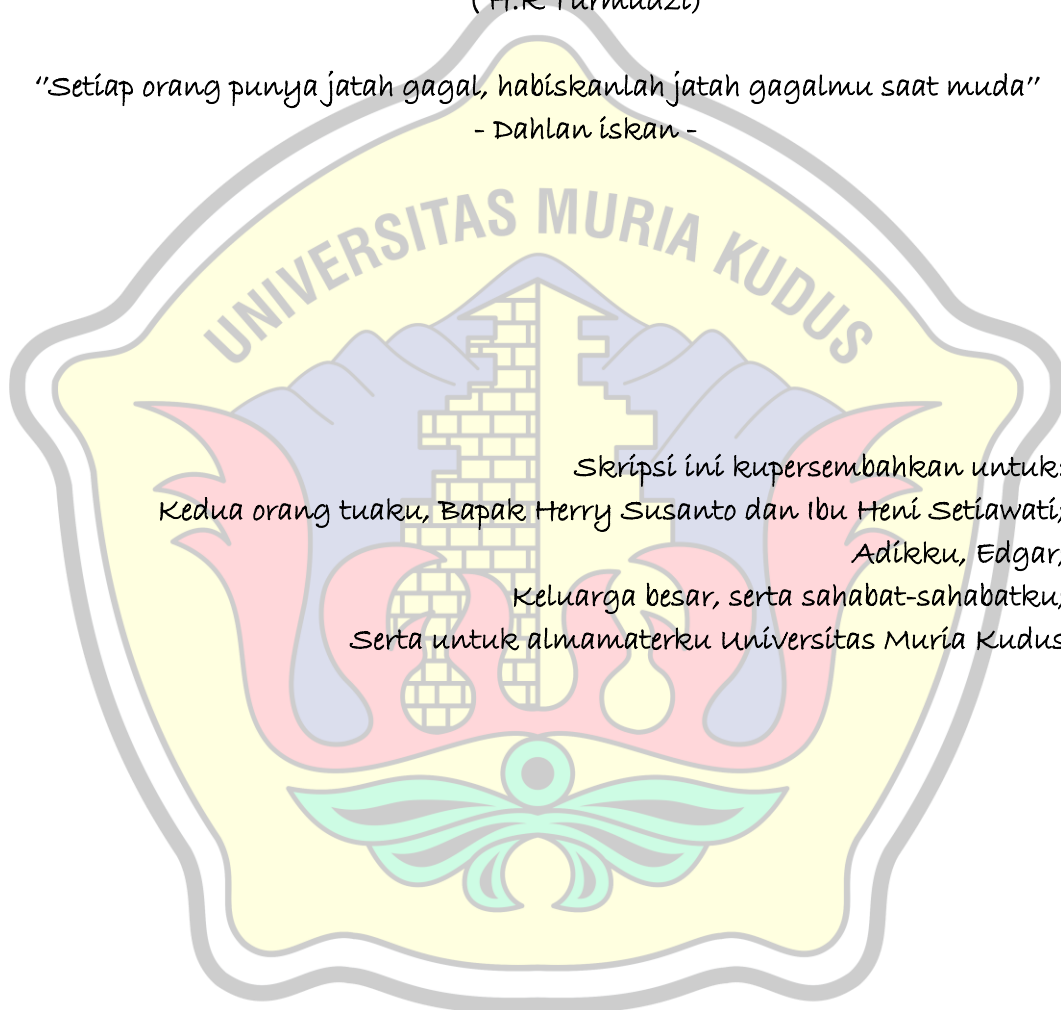 ( H.R Turmudzi)
"Setiap orang punya jatah gagal, habiskanlah jatah gagalmu saat muda"
- Dahlan iskan -
UNIVERSITAS MURIA KUDUS
Skripsi ini kupersembahkan untuk:
Kedua orang tuaku, Bapak Herry Susanto dan Ibu Heni Setiawati;
Adikku, Edgar,
Keluarga besar, serta sahabat-sahabatku,
Serta untuk almamaterku Universitas Muria Kudus